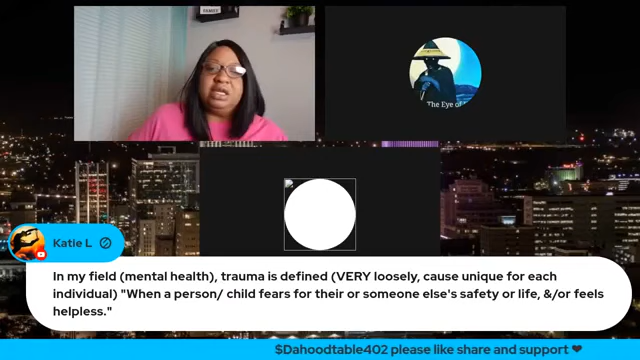 FAMILY
The Eye of
Katie L
In my field (mental health), trauma is defined (VERY loosely, cause unique for each
individual) "When a person/ child fears for their or someone else's safety or life, &/or feels
helpless."
$Dahoodtable402 please like share and support ❤